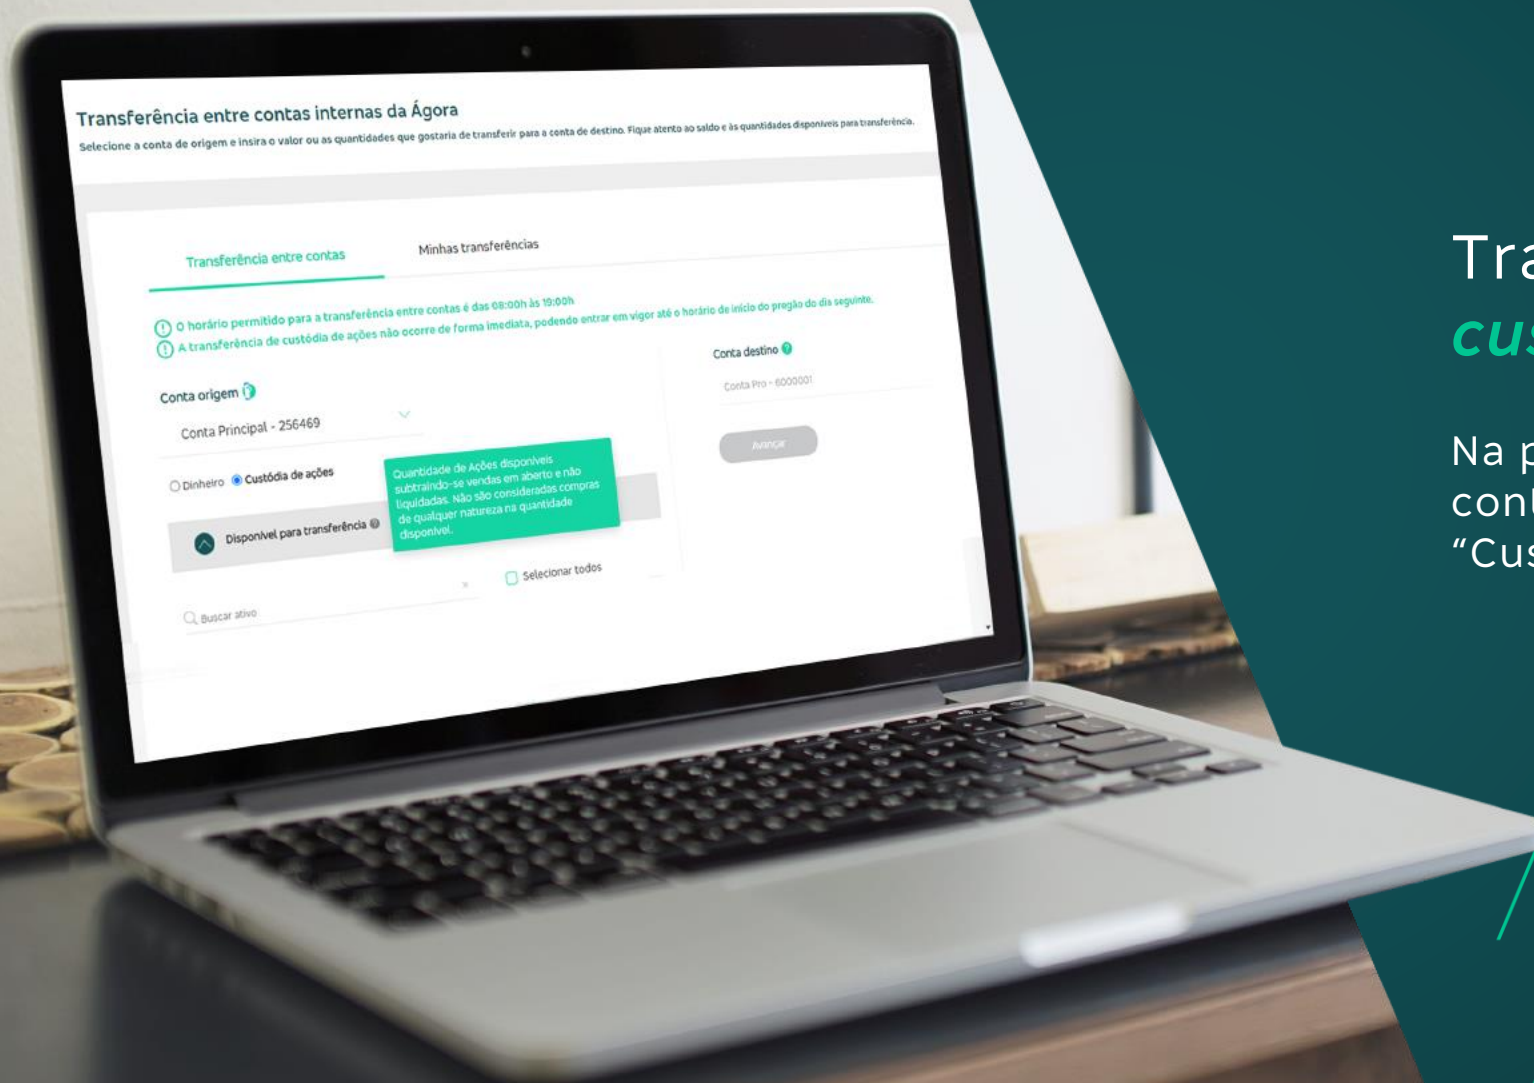 Transferência entre contas internas da Ágora
Selecione a conta de origem e insira o valor ou as quantidades que gostaria de transferir para a conta de destino. Fique atento ao saldo e às quantidades disponíveis para transferência.
Transferência entre contas
Minhas transferências
O horário permitido para a transferência entre contas é das 08:00h às 19:00h
A transferência de custódia de ações não ocorre de forma imediata, podendo entrar em vigor até o horário de início do pregão do dia seguinte.
Conta origem
Conta Principal - 256469
Dinheiro
Custódia de ações
Disponível para transferência
Quantidade de Ações disponíveis
subtraindo-se vendas em aberto e não
liquidadas. Não são consideradas compras
de qualquer natureza na quantidade
disponível.
Buscar ativo
Selecionar todos
Conta destino
Conta Pro - 6000001
Avançar
Tra
cus
Na p
cont
“Cus